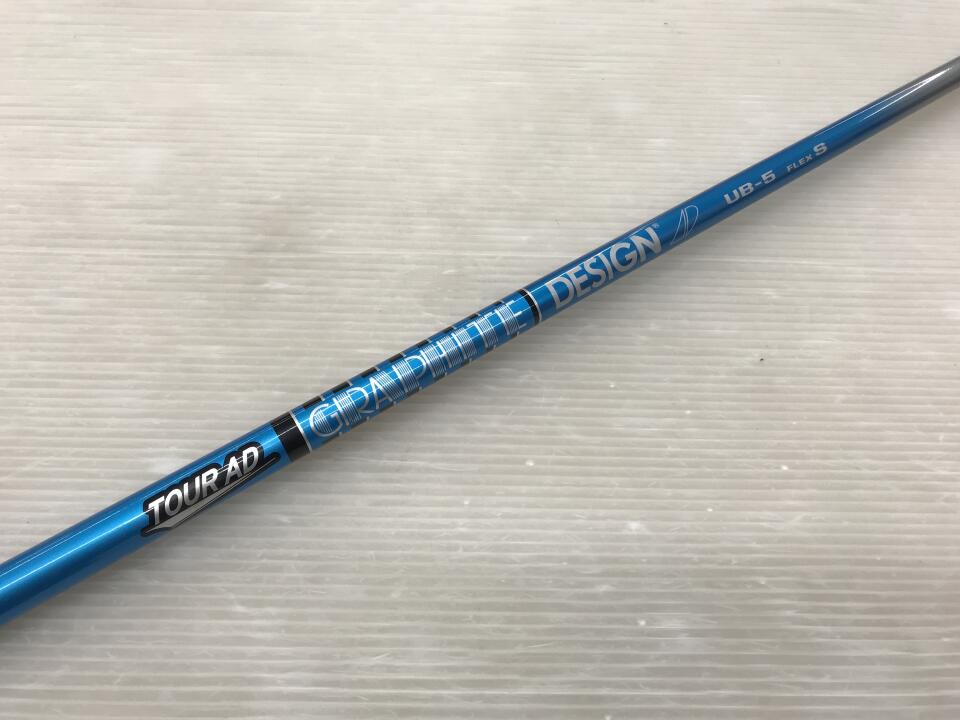 TOUR AD
GRAPHITE DESIGN®
UB-5 FLEX S